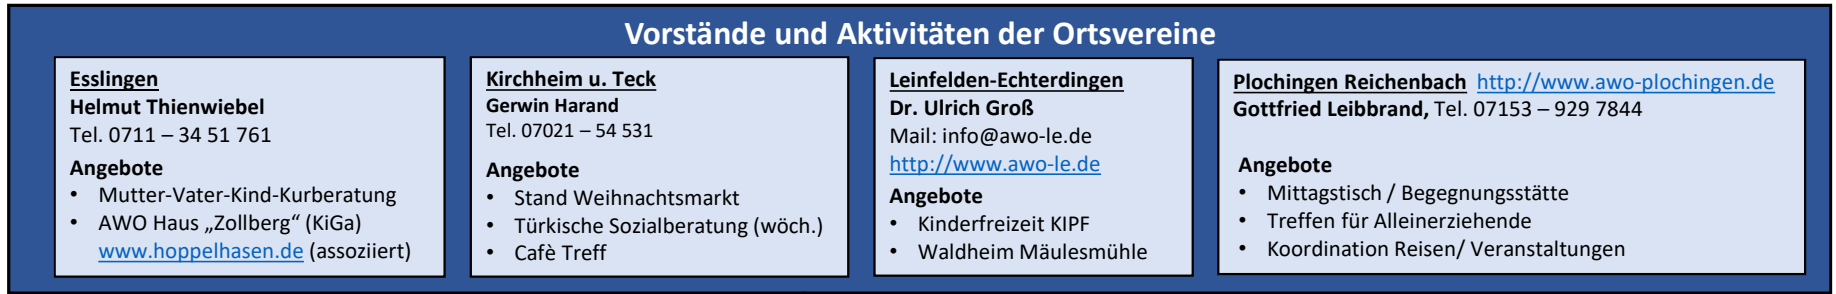 Vorstände und Aktivitäten der Ortsvereine
Esslingen
Helmut Thienwiebel
Tel. 0711 – 34 51 761
Angebote
• Mutter-Vater-Kind-Kurberatung
• AWO Haus „Zollberg“ (KiGa)
www.hoppelhasen.de (assoziiert)
Kirchheim u. Teck
Gerwin Harand
Tel. 07021 – 54 531
Angebote
• Stand Weihnachtsmarkt
• Türkische Sozialberatung (wöch.)
• Cafè Treff
Leinfelden-Echterdingen
Dr. Ulrich Groß
Mail: info@awo-le.de
http://www.awo-le.de
Angebote
• Kinderfreizeit KIPF
• Waldheim Mäulesmühle
Plochingen Reichenbach http://www.awo-plochingen.de
Gottfried Leibbrand, Tel. 07153 – 929 7844
Angebote
• Mittagstisch / Begegnungsstätte
• Treffen für Alleinerziehende
• Koordination Reisen/ Veranstaltungen